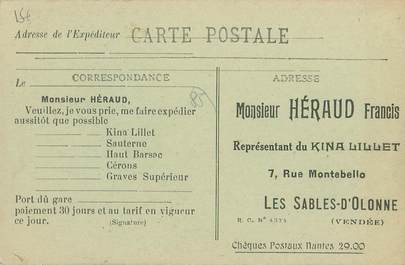 15€
Adresse de l'Expéditeur CARTE POSTALE
CORRESPONDANCE
Le
Monsieur HÉRAUD,
Veuillez, je vous prie, me faire expédier
aussitôt que possible
Kina Lillet
Sauterne
Haut Barsac
Cérons
Graves Supérieur
Port du gare
paiement 30 jours et au tarif en vigueur
ce jour. (Signature)
85
ADRESSE
Monsieur HÉRAUD Francis
Représentant du KINA LILLET
7, Rue Montebello
LES SABLES-D'OLONNE
R. C. N° (VENDÉE)
Chèques Postaux Nantes 29.00